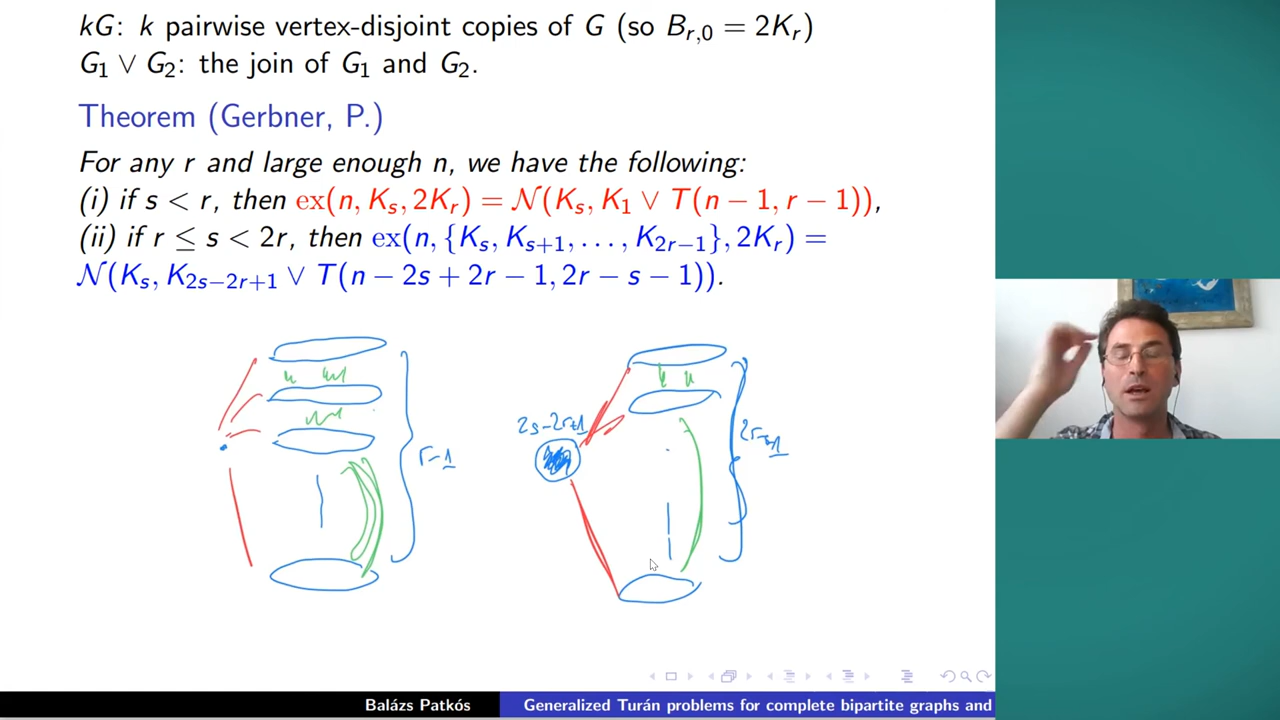 kG: k pairwise vertex-disjoint copies of G (so B_{r,0} = 2K_r)
G_1 ∨ G_2: the join of G_1 and G_2.
Theorem (Gerbner, P.)
For any r and large enough n, we have the following:
(i) if s < r, then ex(n, K_s, 2K_r) = N(K_s, K_1 ∨ T(n − 1, r − 1)),
(ii) if r ≤ s < 2r, then ex(n, {K_s, K_{s+1}, . . . , K_{2r−1}}, 2K_r) =
N(K_s, K_{2s−2r+1} ∨ T(n − 2s + 2r − 1, 2r − s − 1)).
r-1
2s-2r+1
Balázs Patkós
Generalized Turán problems for complete bipartite graphs and